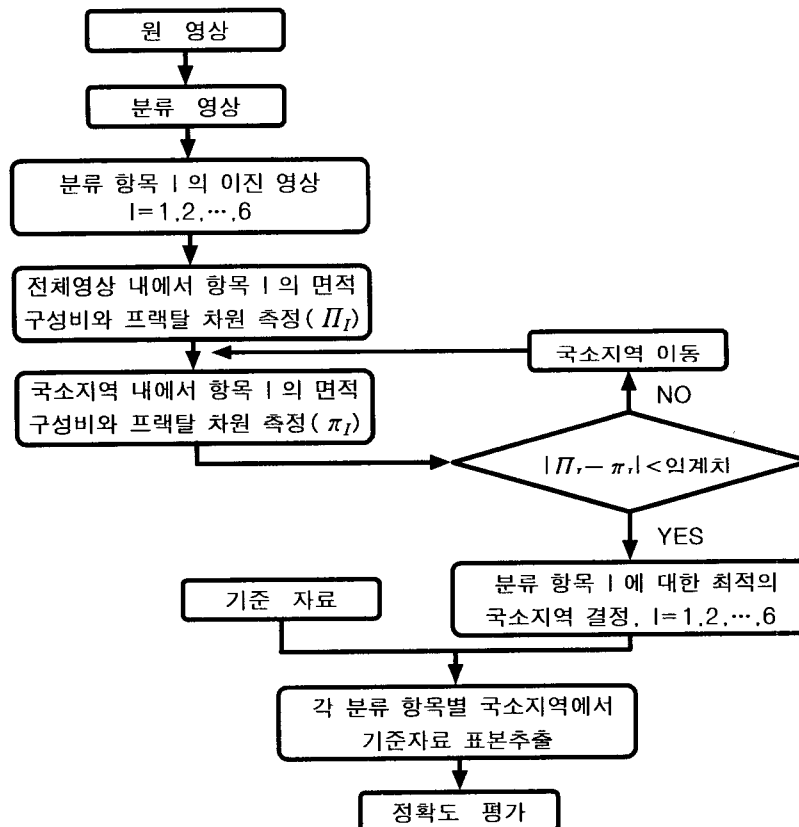 원 영상
분류 영상
분류 항목 I 의 이진 영상
I=1,2,⋯,6
전체영상 내에서 항목 I 의 면적
구성비와 프랙탈 차원 측정(Π_I)
국소지역 이동
국소지역 내에서 항목 I 의 면적
구성비와 프랙탈 차원 측정(π_I)
NO
|Π_I − π_I| <임계치
YES
분류 항목 I 에 대한 최적의
국소지역 결정, I=1,2,⋯,6
기준 자료
각 분류 항목별 국소지역에서
기준자료 표본추출
정확도 평가